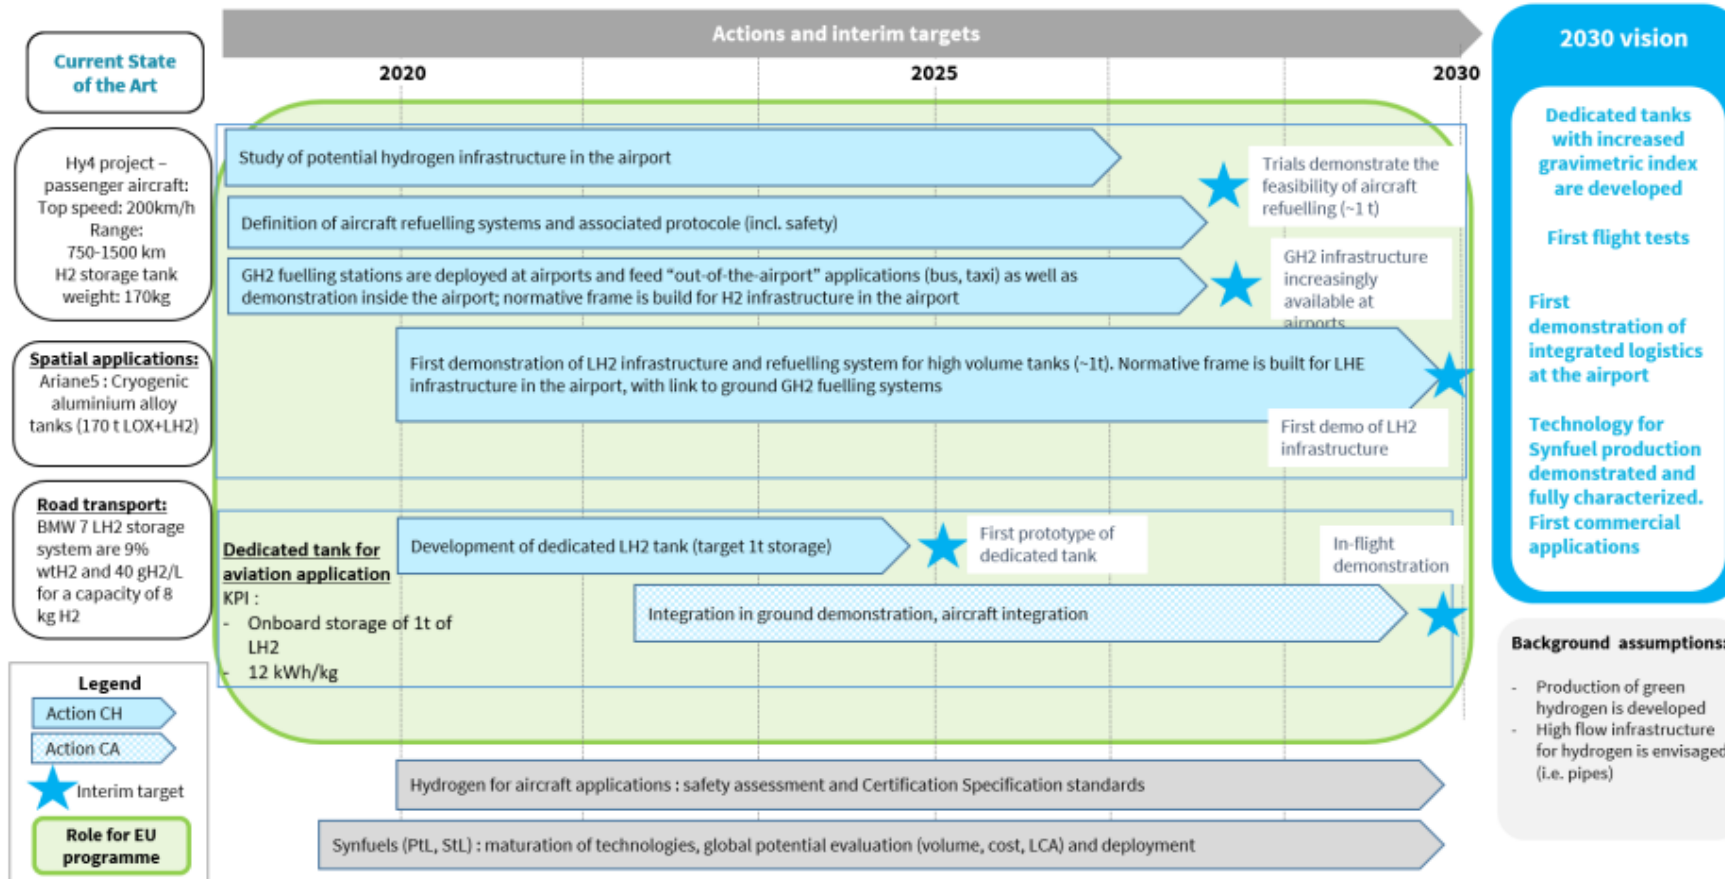 Actions and interim targets
2020
2025
2030
Current State
of the Art
Hy4 project –
passenger aircraft:
Top speed: 200km/h
Range:
750-1500 km
H2 storage tank
weight: 170kg
Spatial applications:
Ariane5 : Cryogenic
aluminium alloy
tanks (170 t LOX+LH2)
Road transport:
BMW 7 LH2 storage
system are 9%
wtH2 and 40 gH2/L
for a capacity of 8
kg H2
Legend
Action CH
Action CA
Interim target
Role for EU
programme
Study of potential hydrogen infrastructure in the airport
Definition of aircraft refuelling systems and associated protocole (incl. safety)
GH2 fuelling stations are deployed at airports and feed “out-of-the-airport” applications (bus, taxi) as well as
demonstration inside the airport; normative frame is build for H2 infrastructure in the airport
First demonstration of LH2 infrastructure and refuelling system for high volume tanks (~1t). Normative frame is built for LHE
infrastructure in the airport, with link to ground GH2 fuelling systems
Trials demonstrate the
feasibility of aircraft
refuelling (~1 t)
GH2 infrastructure
increasingly
available at
airports
First demo of LH2
infrastructure
Dedicated tank for
aviation application
KPI :
- Onboard storage of 1t of
LH2
- 12 kWh/kg
Development of dedicated LH2 tank (target 1t storage)
First prototype of
dedicated tank
Integration in ground demonstration, aircraft integration
In-flight
demonstration
Hydrogen for aircraft applications : safety assessment and Certification Specification standards
Synfuels (PtL, StL) : maturation of technologies, global potential evaluation (volume, cost, LCA) and deployment
2030 vision
Dedicated tanks
with increased
gravimetric index
are developed
First flight tests
First
demonstration of
integrated logistics
at the airport
Technology for
Synfuel production
demonstrated and
fully characterized.
First commercial
applications
Background assumptions:
- Production of green
hydrogen is developed
- High flow infrastructure
for hydrogen is envisaged
(i.e. pipes)